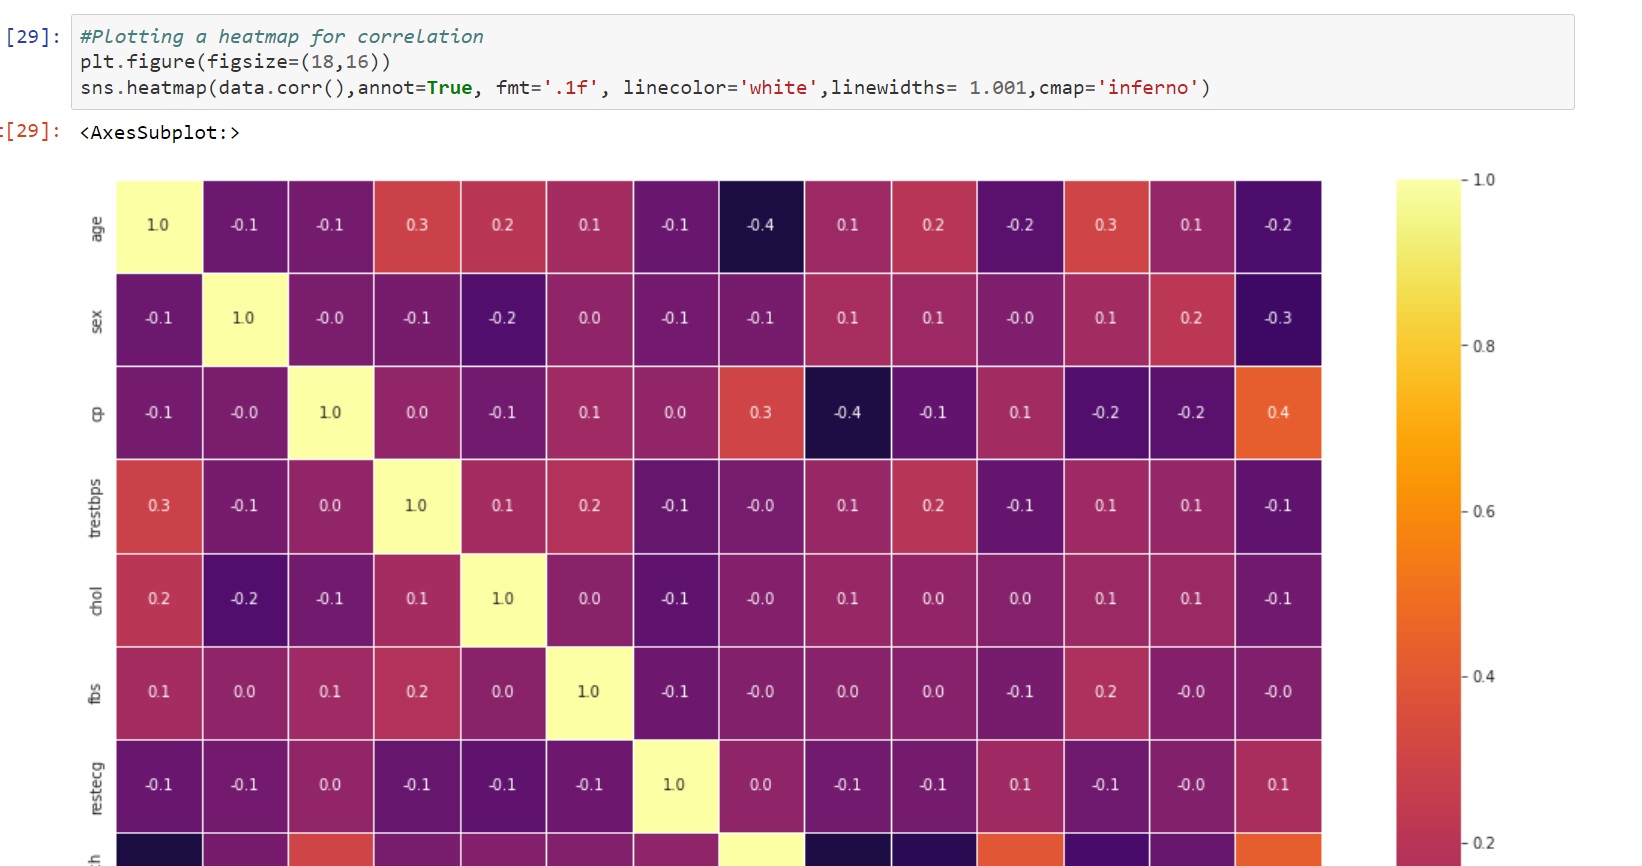 [29]:
#Plotting a heatmap for correlation
plt.figure(figsize=(18,16))
sns.heatmap(data.corr(),annot=True, fmt='.1f', linecolor='white',linewidths= 1.001,cmap='inferno')
:[29]: <AxesSubplot:>
age 1.0 -0.1 -0.1 0.3 0.2 0.1 -0.1 -0.4 0.1 0.2 -0.2 0.3 0.1 -0.2
sex -0.1 1.0 -0.0 -0.1 -0.2 0.0 -0.1 -0.1 0.1 0.1 -0.0 0.1 0.2 -0.3
cp -0.1 -0.0 1.0 0.0 -0.1 0.1 0.0 0.3 -0.4 -0.1 0.1 -0.2 -0.2 0.4
trestbps 0.3 -0.1 0.0 1.0 0.1 0.2 -0.1 -0.0 0.1 0.2 -0.1 0.1 0.1 -0.1
chol 0.2 -0.2 -0.1 0.1 1.0 0.0 -0.1 -0.0 0.1 0.0 0.0 0.1 0.1 -0.1
fbs 0.1 0.0 0.1 0.2 0.0 1.0 -0.1 -0.0 0.0 0.0 -0.1 0.2 -0.0 -0.0
restecg -0.1 -0.1 0.0 -0.1 -0.1 -0.1 1.0 0.0 -0.1 -0.1 0.1 -0.1 -0.0 0.1
1.0
0.8
0.6
0.4
0.2